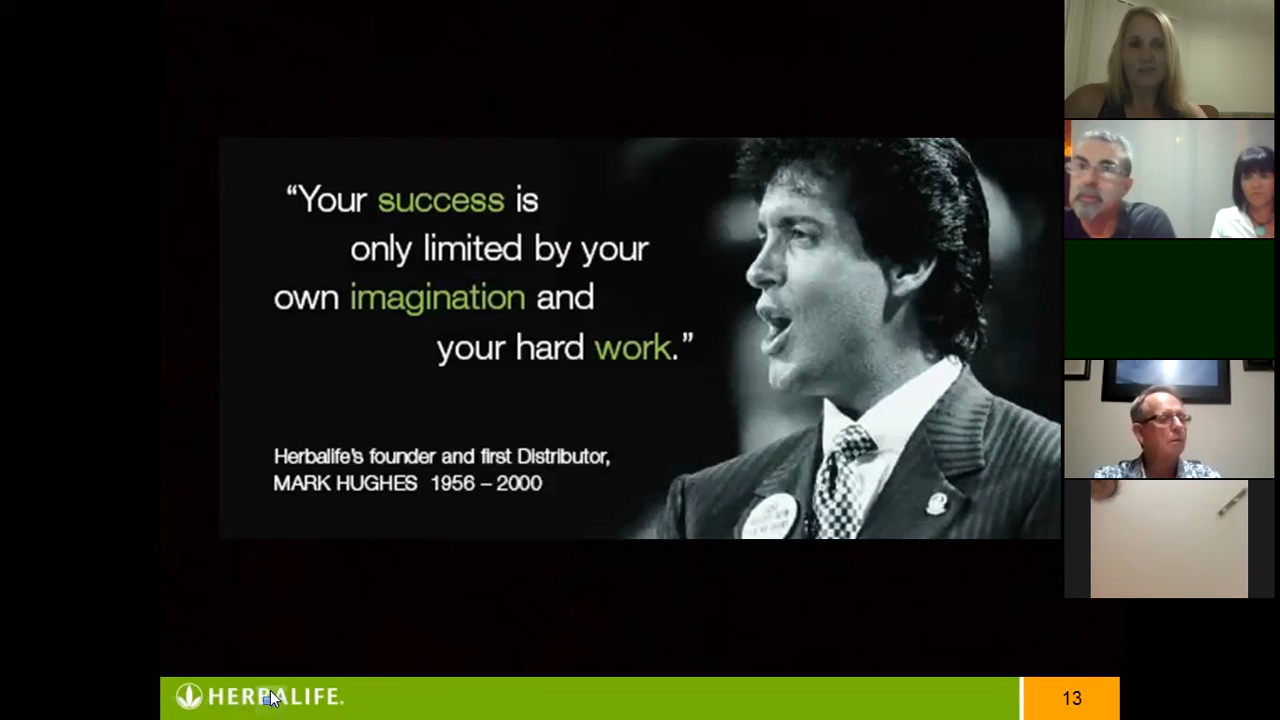 “Your success is
only limited by your
own imagination and
your hard work.”
Herbalife’s founder and first Distributor,
MARK HUGHES 1956 – 2000
HERBALIFE.
13